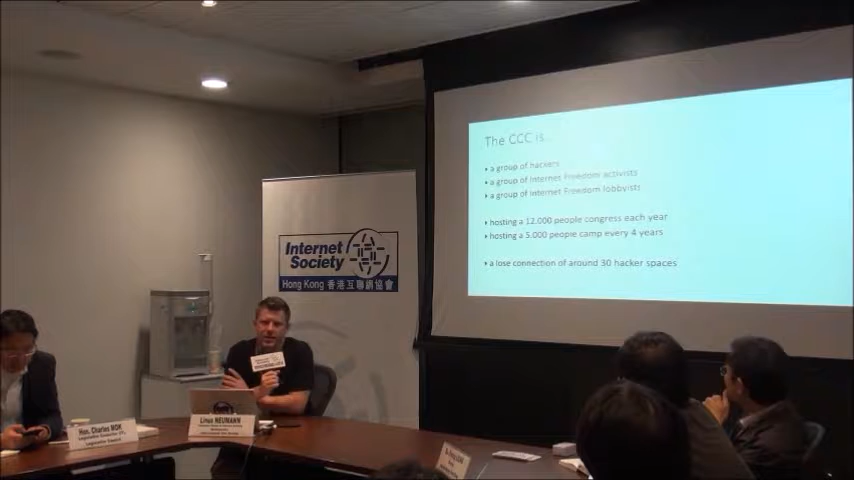 The CCC is...
• a group of hackers
• a group of Internet Freedom activists
• a group of Internet Freedom lobbyists
• hosting a 12.000 people congress each year
• hosting a 5.000 people camp every 4 years
• a lose connection of around 30 hacker spaces
Internet
Society
Hong Kong 香港互聯網協會
Hon. Charles MOK
Linus NEUMANN